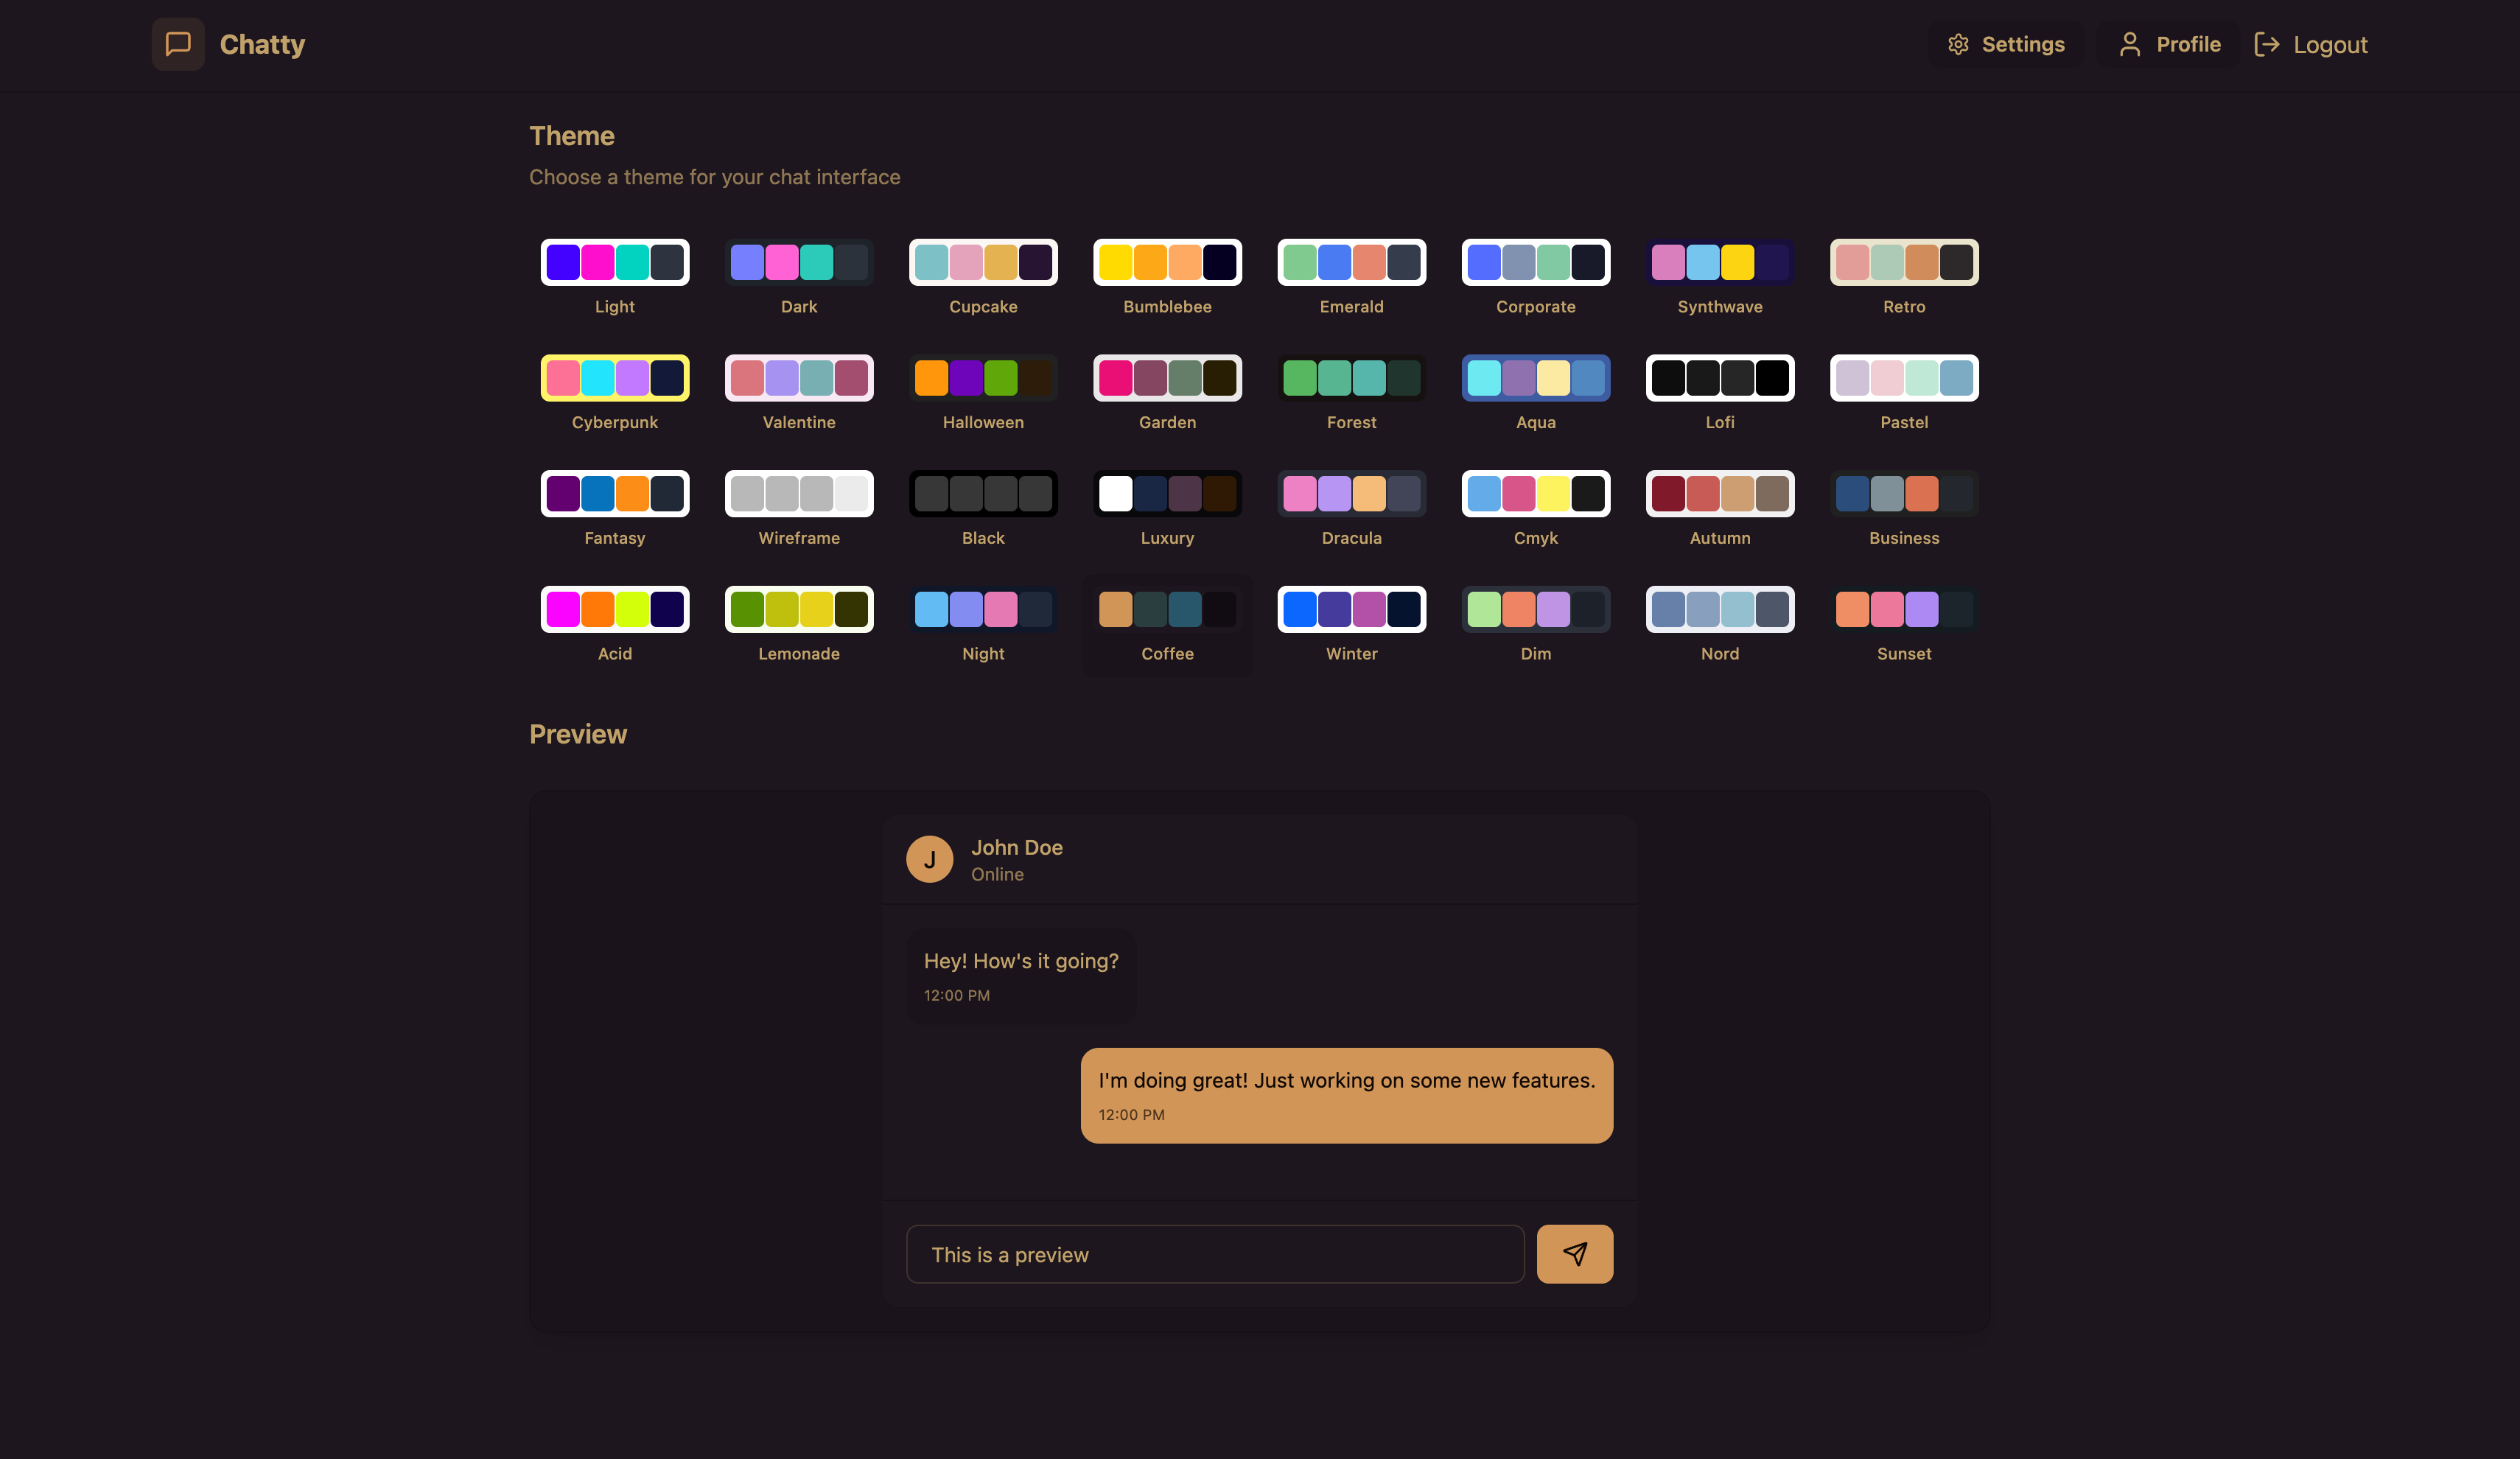 Chatty
Settings
Profile
Logout
Theme
Choose a theme for your chat interface
Light
Dark
Cupcake
Bumblebee
Emerald
Corporate
Synthwave
Retro
Cyberpunk
Valentine
Halloween
Garden
Forest
Aqua
Lofi
Pastel
Fantasy
Wireframe
Black
Luxury
Dracula
Cmyk
Autumn
Business
Acid
Lemonade
Night
Coffee
Winter
Dim
Nord
Sunset
Preview
J
John Doe
Online
Hey! How's it going?
12:00 PM
I'm doing great! Just working on some new features.
12:00 PM
This is a preview